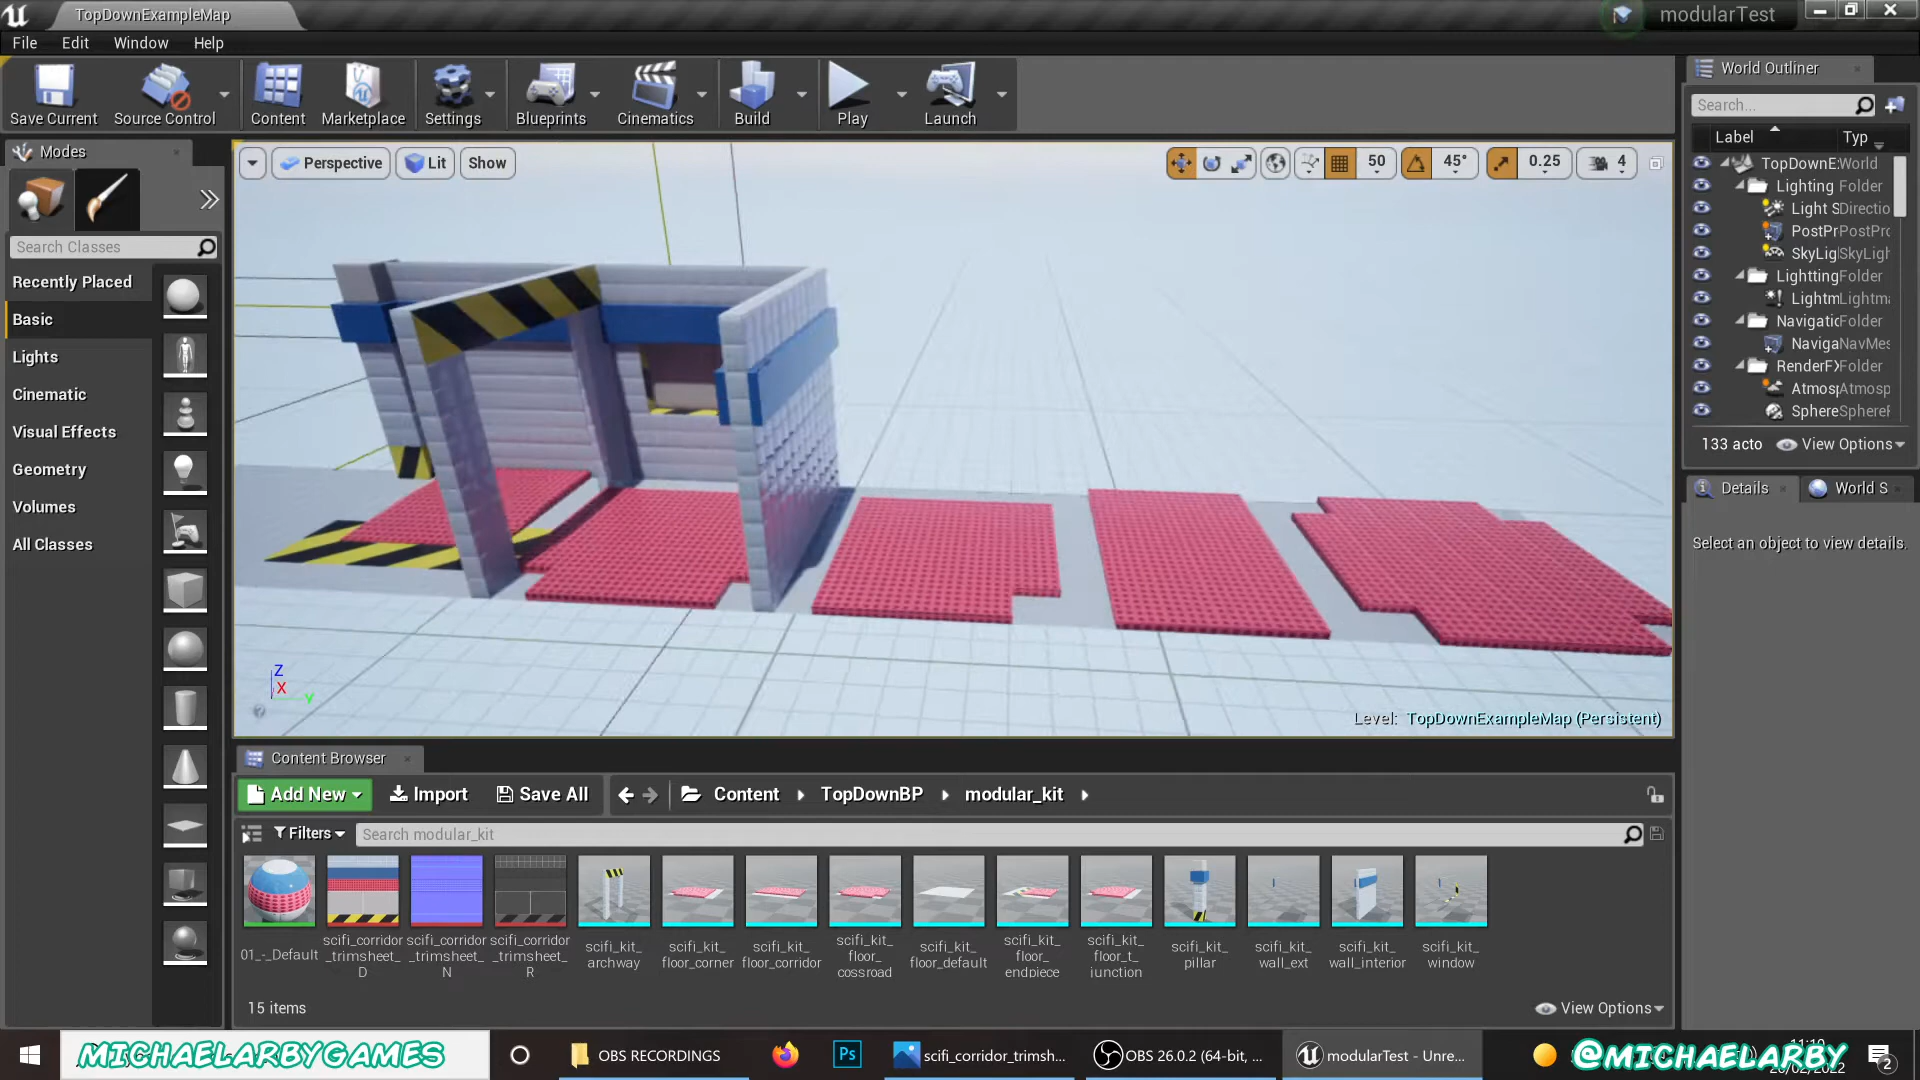 TopDownExampleMap
modularTest
File Edit Window Help
Save Current Source Control Content Marketplace Settings Blueprints Cinematics Build Play Launch
World Outliner
Search...
Label Typ
Modes
Perspective Lit Show
50 45° 0.25 4
Search Classes
Recently Placed
Basic
Lights
Cinematic
Visual Effects
Geometry
Volumes
All Classes
TopDownE: World
Lighting Folder
Light S Directio
PostPr PostPro
SkyLig SkyLigh
Lightting Folder
Lightm Lightma
Navigatic Folder
Naviga NavMes
RenderFX Folder
Atmosp Atmosp
Sphere SphereF
133 acto View Options
Details World S
Select an object to view details.
Z
X
Y
Level: TopDownExampleMap (Persistent)
Content Browser
Add New Import Save All Content TopDownBP modular_kit
Filters Search modular_kit
01_-_Default
scifi_corridor_trimsheet_D
scifi_corridor_trimsheet_N
scifi_corridor_trimsheet_R
scifi_kit_archway
scifi_kit_floor_corner
scifi_kit_floor_corridor
scifi_kit_floor_cossroad
scifi_kit_floor_default
scifi_kit_floor_endpiece
scifi_kit_floor_t_junction
scifi_kit_pillar
scifi_kit_wall_ext
scifi_kit_wall_interior
scifi_kit_window
15 items View Options
MICHAELARBYGAMES
OBS RECORDINGS Ps scifi_corridor_trimsh... OBS 26.0.2 (64-bit, ... modularTest - Unre...
@MICHAELARBY
2